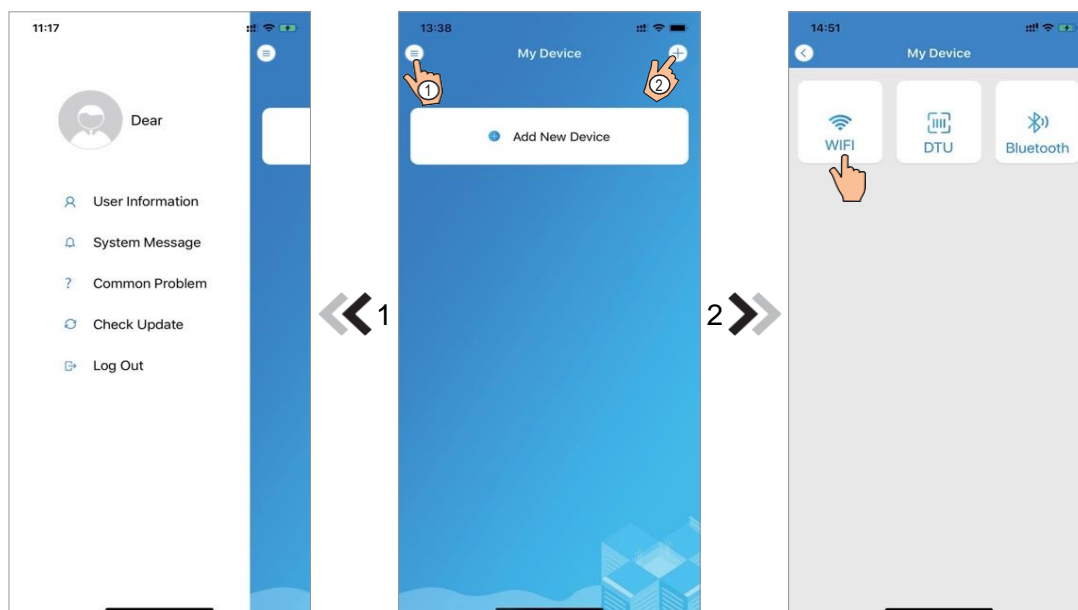 11:17
Dear
User Information
System Message
? Common Problem
Check Update
Log Out
1
13:38
My Device
1
2
Add New Device
2
14:51
My Device
WIFI
DTU
Bluetooth